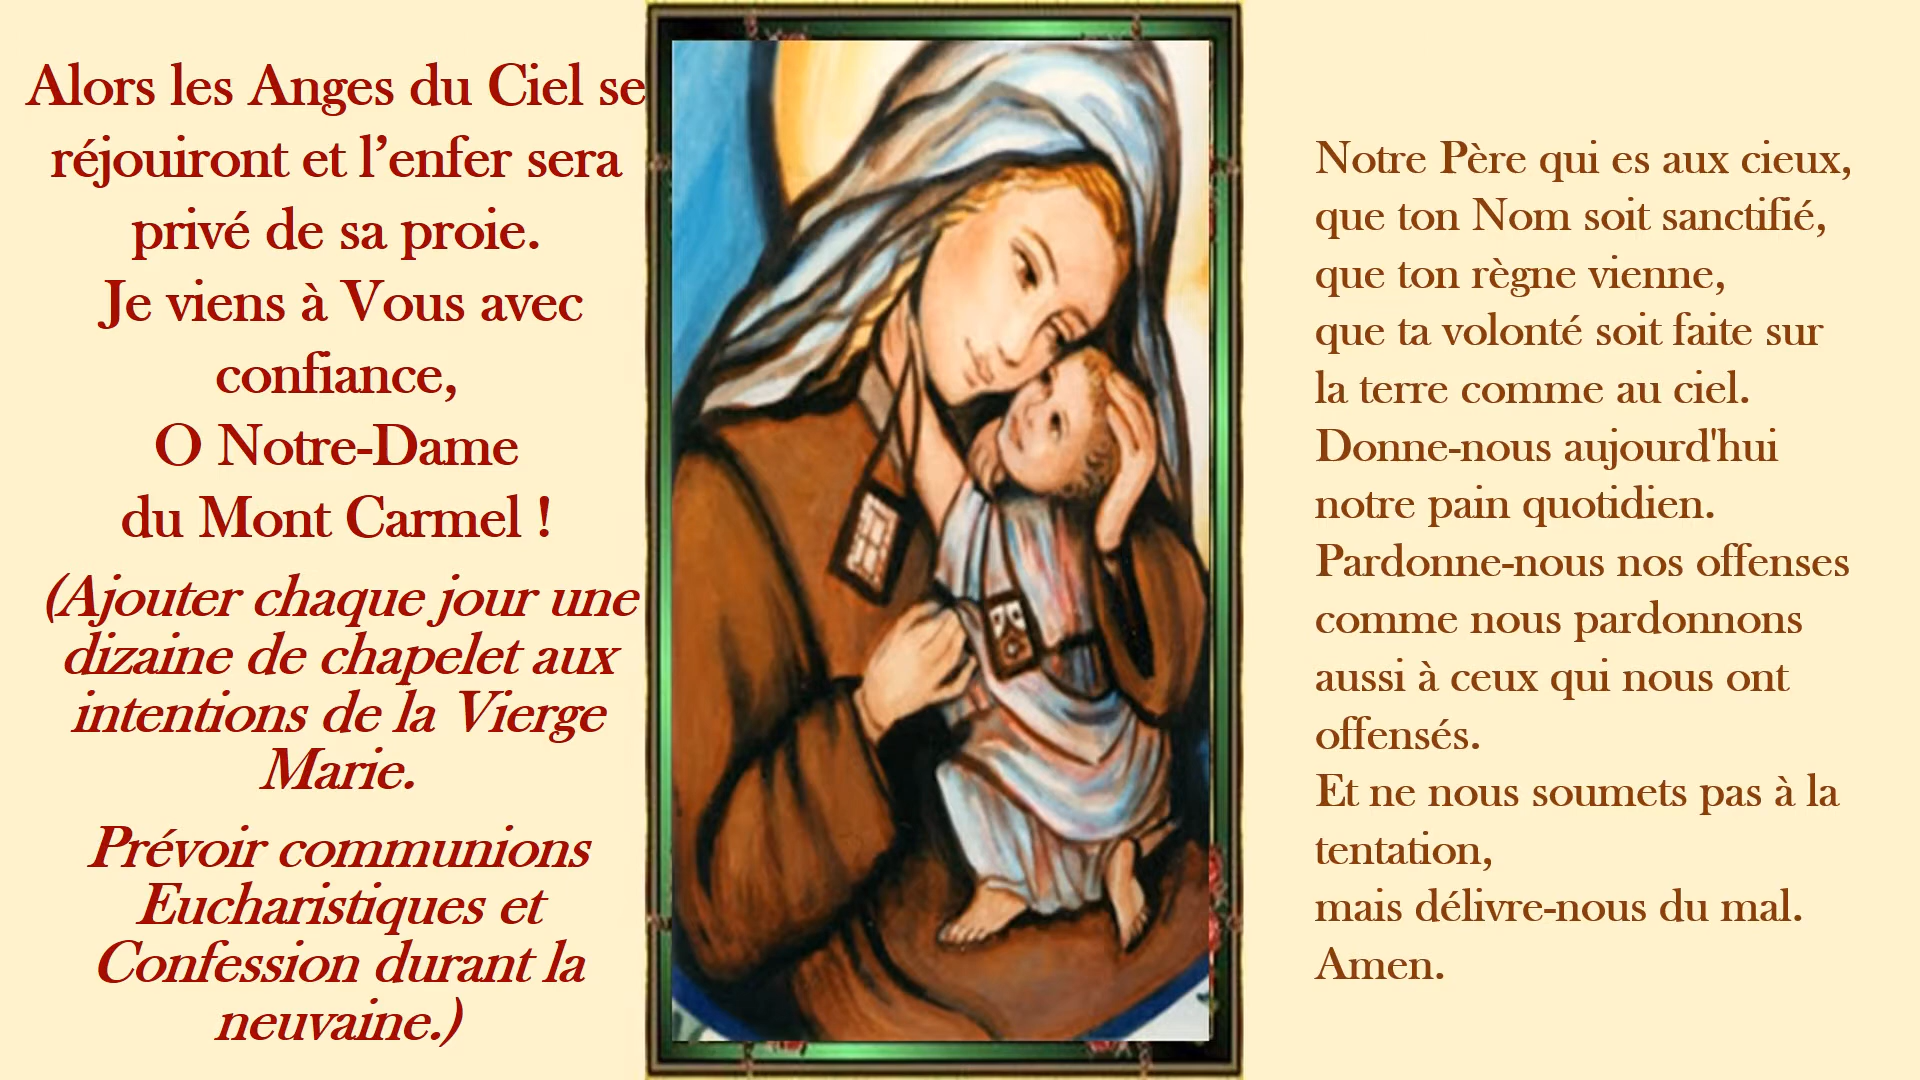 Alors les Anges du Ciel se
réjouiront et l’enfer sera
privé de sa proie.
Je viens à Vous avec
confiance,
O Notre-Dame
du Mont Carmel !
(Ajouter chaque jour une
dizaine de chapelet aux
intentions de la Vierge
Marie.
Prévoir communions
Eucharistiques et
Confession durant la
neuvaine.)
Notre Père qui es aux cieux,
que ton Nom soit sanctifié,
que ton règne vienne,
que ta volonté soit faite sur
la terre comme au ciel.
Donne-nous aujourd'hui
notre pain quotidien.
Pardonne-nous nos offenses
comme nous pardonnons
aussi à ceux qui nous ont
offensés.
Et ne nous soumets pas à la
tentation,
mais délivre-nous du mal.
Amen.